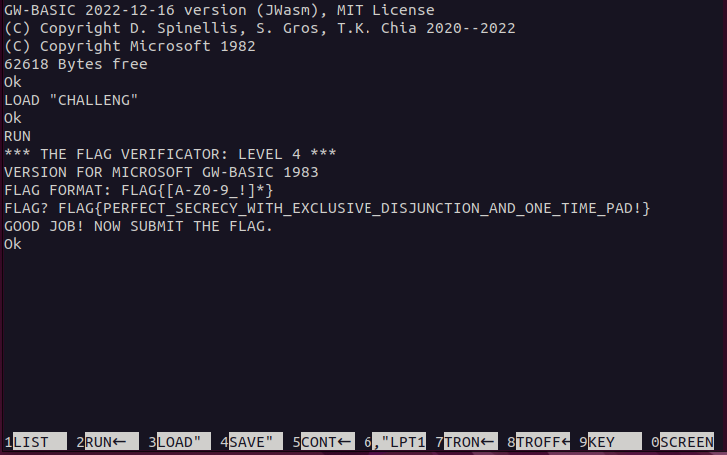 GW-BASIC 2022-12-16 version (JWasm), MIT License
(C) Copyright D. Spinellis, S. Gros, T.K. Chia 2020--2022
(C) Copyright Microsoft 1982
62618 Bytes free
Ok
LOAD "CHALLENG"
Ok
RUN
*** THE FLAG VERIFICATOR: LEVEL 4 ***
VERSION FOR MICROSOFT GW-BASIC 1983
FLAG FORMAT: FLAG{[A-Z0-9_!]*}
FLAG? FLAG{PERFECT_SECRECY_WITH_EXCLUSIVE_DISJUNCTION_AND_ONE_TIME_PAD!}
GOOD JOB! NOW SUBMIT THE FLAG.
Ok
1LIST 2RUN← 3LOAD" 4SAVE" 5CONT← 6,"LPT1 7TRON← 8TROFF← 9KEY 0SCREEN